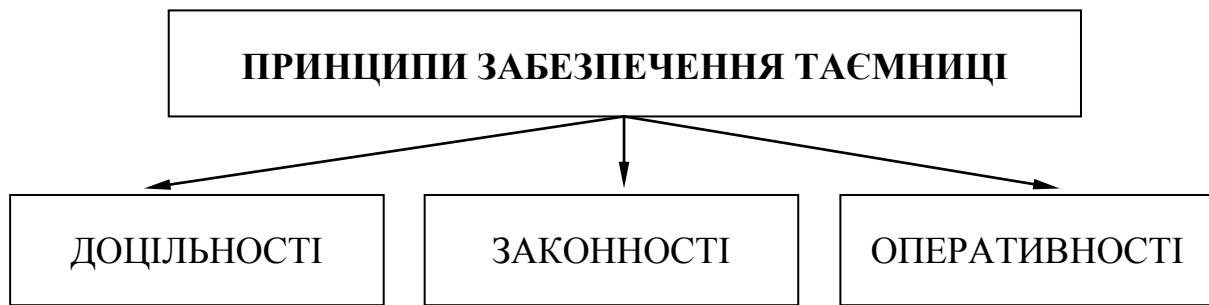 ПРИНЦИПИ ЗАБЕЗПЕЧЕННЯ ТАЄМНИЦІ
ДОЦІЛЬНОСТІ
ЗАКОННОСТІ
ОПЕРАТИВНОСТІ